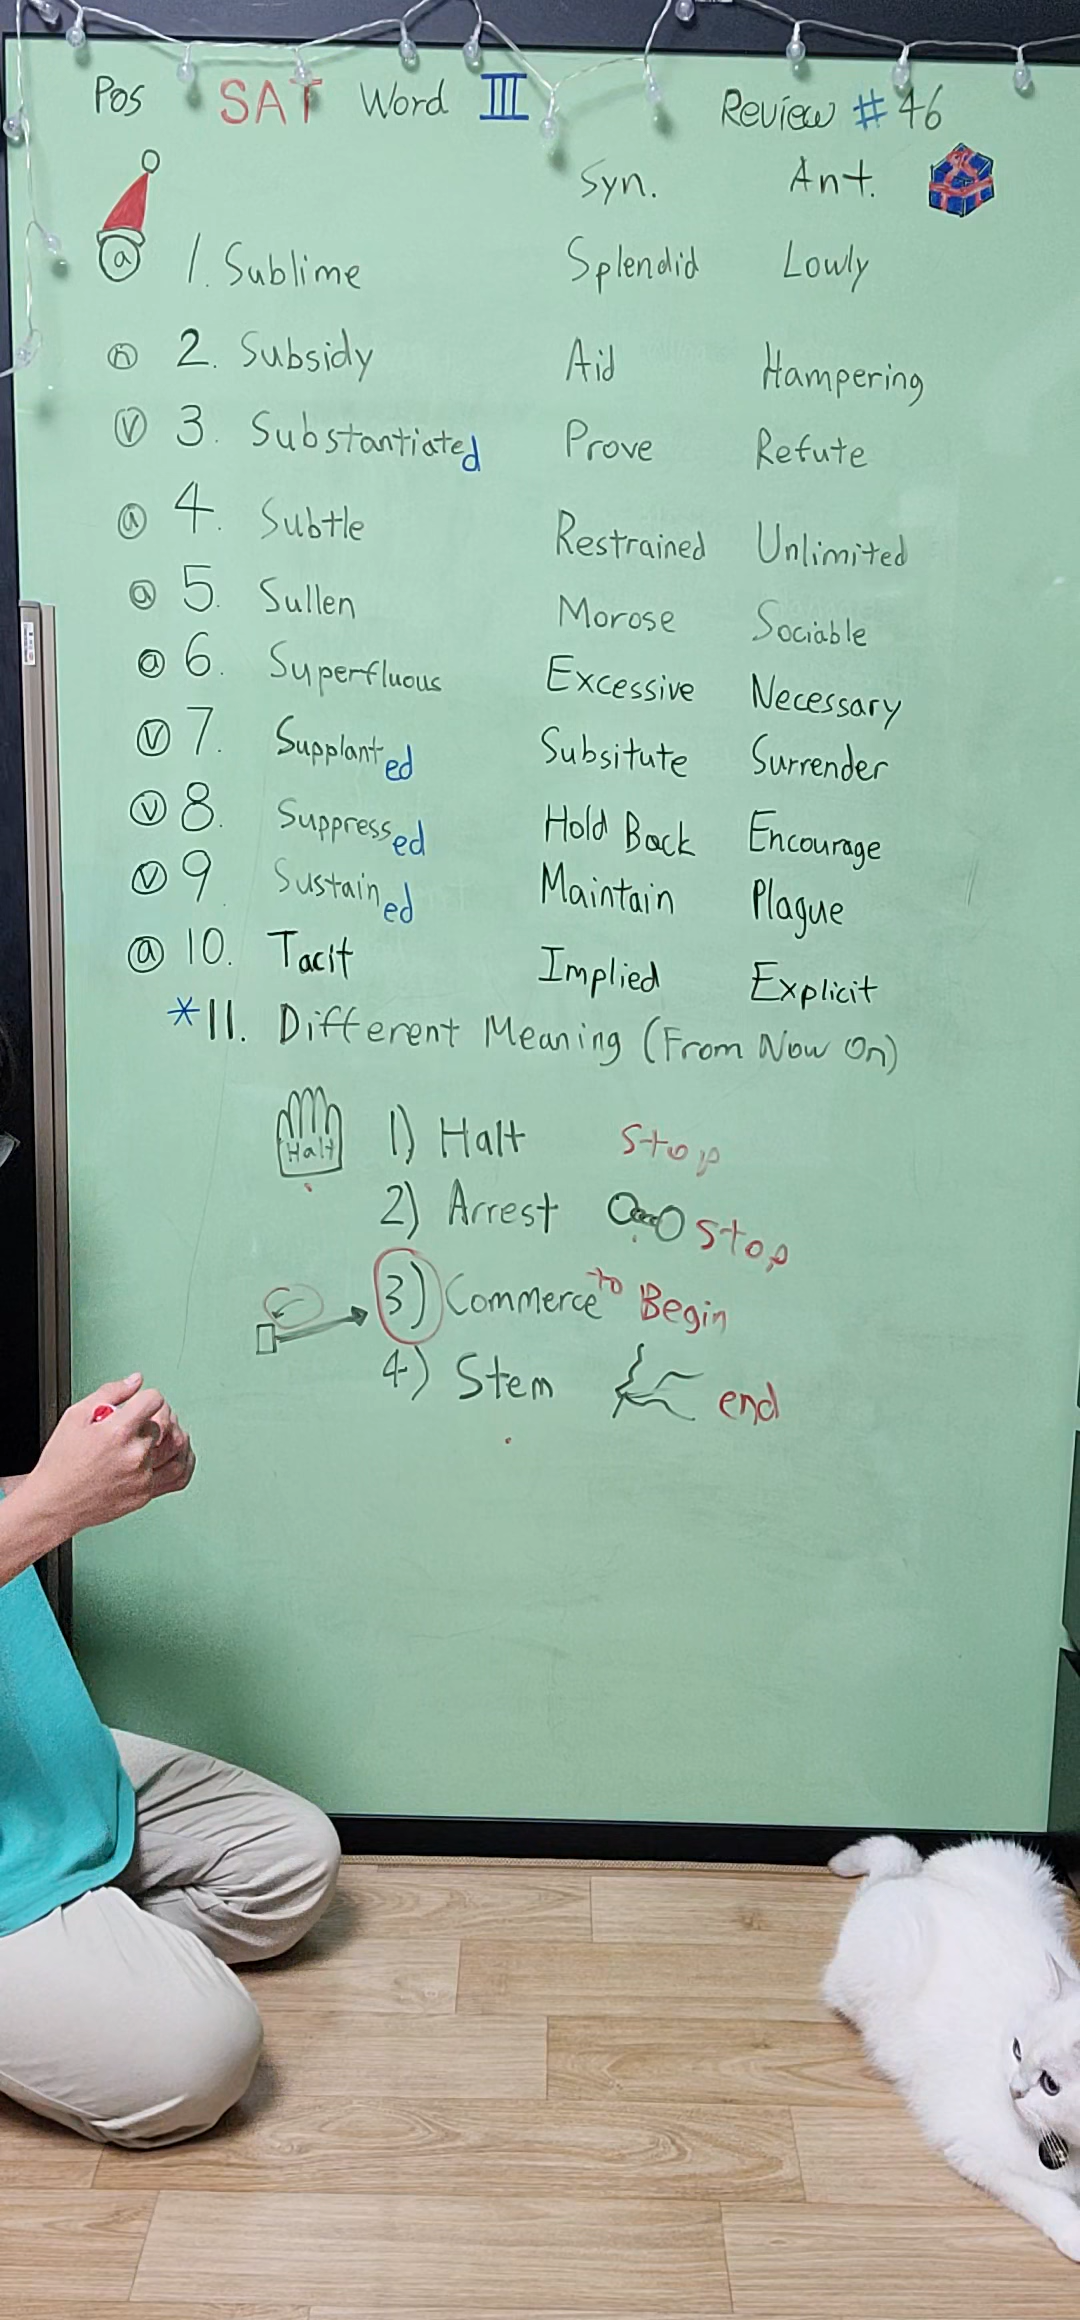 Pos SAT Word III Review #46
Syn. Ant.
a 1. Sublime Splendid Lowly
n 2. Subsidy Aid Hampering
v 3. Substantiated Prove Refute
a 4. Subtle Restrained Unlimited
a 5. Sullen Morose Sociable
a 6. Superfluous Excessive Necessary
v 7. Supplanted Subsitute Surrender
v 8. Suppressed Hold Back Encourage
v 9. Sustained Maintain Plague
a 10. Tacit Implied Explicit
*11. Different Meaning (From Now On)
Halt 1) Halt Stop
2) Arrest Stop
3) Commerce to Begin
4) Stem end